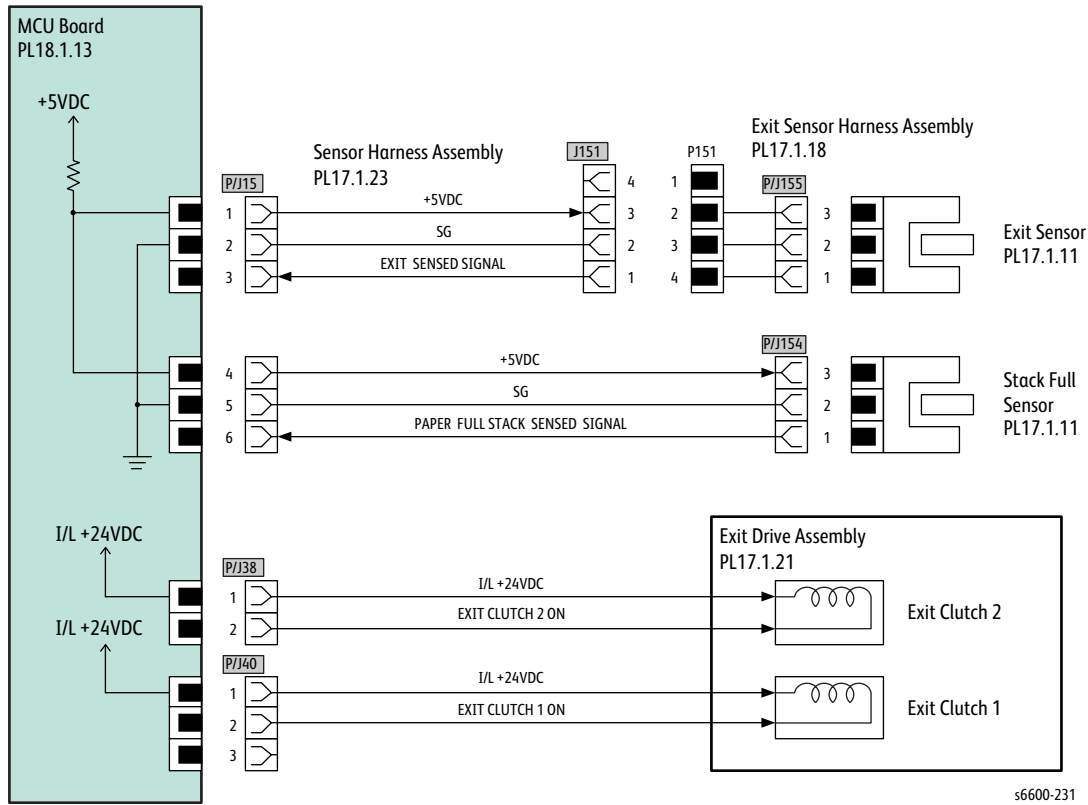 MCU Board
PL18.1.13
+5VDC
Sensor Harness Assembly
PL17.1.23
J151
P151
Exit Sensor Harness Assembly
PL17.1.18
P/J15
P/J155
4
1
1
+5VDC
3
2
3
2
SG
2
3
2
3
EXIT SENSED SIGNAL
1
4
1
Exit Sensor
PL17.1.11
P/J154
4
+5VDC
3
5
SG
2
6
PAPER FULL STACK SENSED SIGNAL
1
Stack Full
Sensor
PL17.1.11
I/L +24VDC
P/J38
1
I/L +24VDC
2
EXIT CLUTCH 2 ON
Exit Drive Assembly
PL17.1.21
Exit Clutch 2
I/L +24VDC
P/J40
1
I/L +24VDC
2
EXIT CLUTCH 1 ON
3
Exit Clutch 1
s6600-231